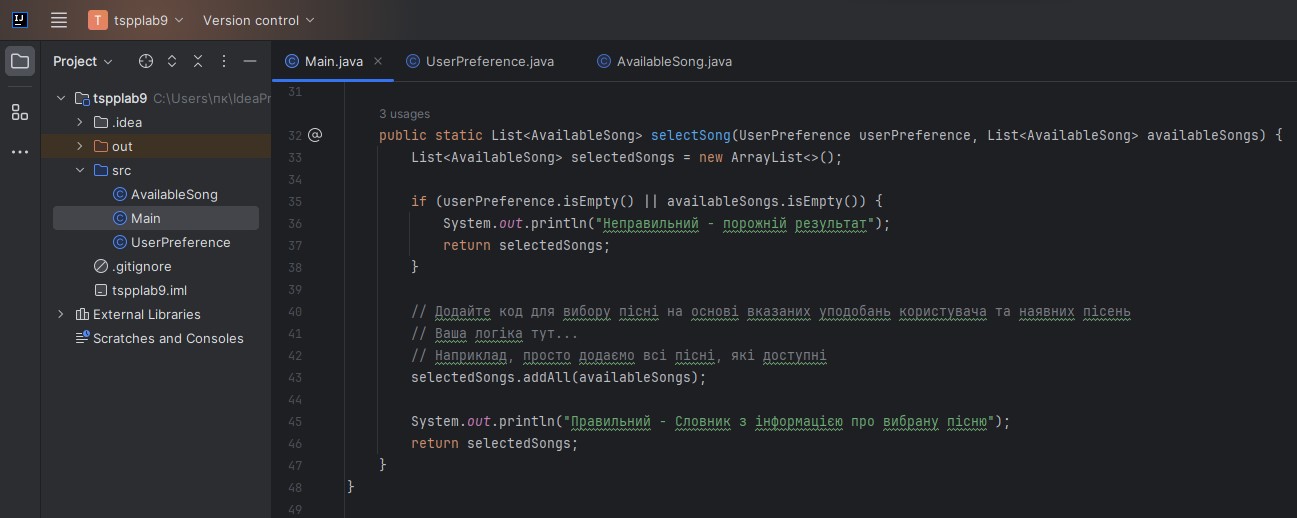 IJ
T tspplab9 Version control
Project
Main.java UserPreference.java AvailableSong.java
tspplab9 C:\Users\пк\IdeaPr
.idea
out
src
AvailableSong
Main
UserPreference
.gitignore
tspplab9.iml
External Libraries
Scratches and Consoles
31
3 usages
32 @ public static List<AvailableSong> selectSong(UserPreference userPreference, List<AvailableSong> availableSongs) {
33 List<AvailableSong> selectedSongs = new ArrayList<>();
34
35 if (userPreference.isEmpty() || availableSongs.isEmpty()) {
36 System.out.println("Неправильний - порожній результат");
37 return selectedSongs;
38 }
39
40 // Додайте код для вибору пісні на основі вказаних уподобань користувача та наявних пісень
41 // Ваша логіка тут...
42 // Наприклад, просто додаємо всі пісні, які доступні
43 selectedSongs.addAll(availableSongs);
44
45 System.out.println("Правильний - Словник з інформацією про вибрану пісню");
46 return selectedSongs;
47 }
48 }
49